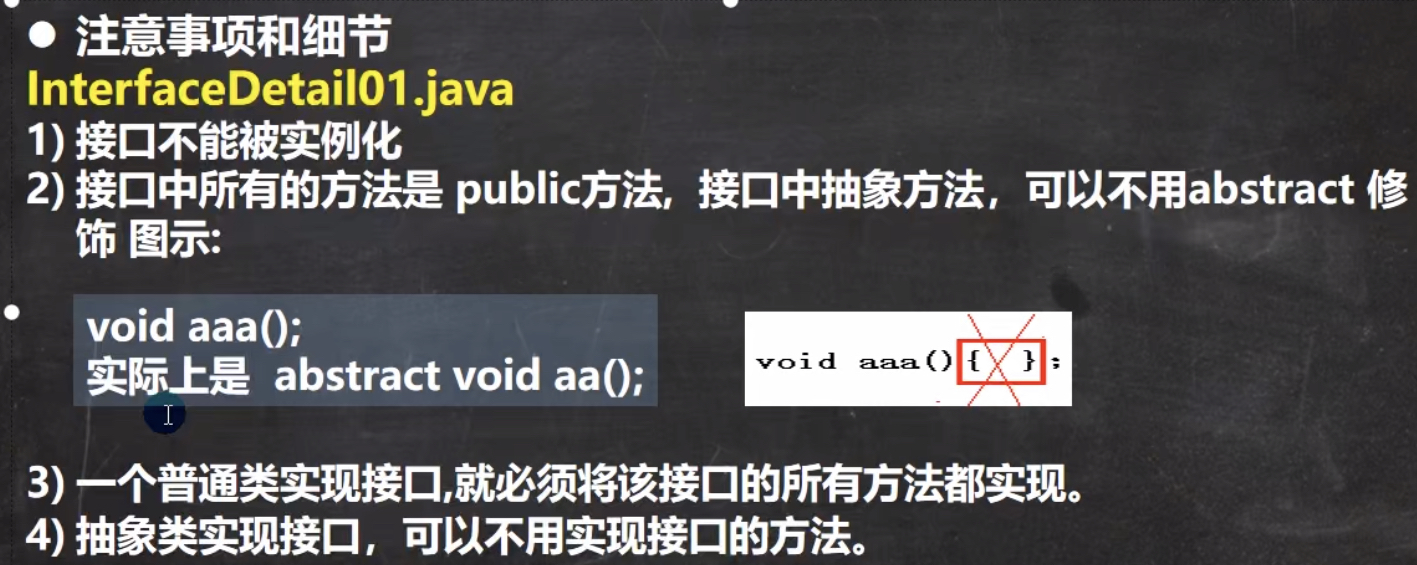 ● 注意事项和细节
InterfaceDetail01.java
1) 接口不能被实例化
2) 接口中所有的方法是 public方法, 接口中抽象方法，可以不用abstract 修
饰 图示:
void aaa();
实际上是 abstract void aa();
void aaa(){ };
3) 一个普通类实现接口,就必须将该接口的所有方法都实现。
4) 抽象类实现接口，可以不用实现接口的方法。